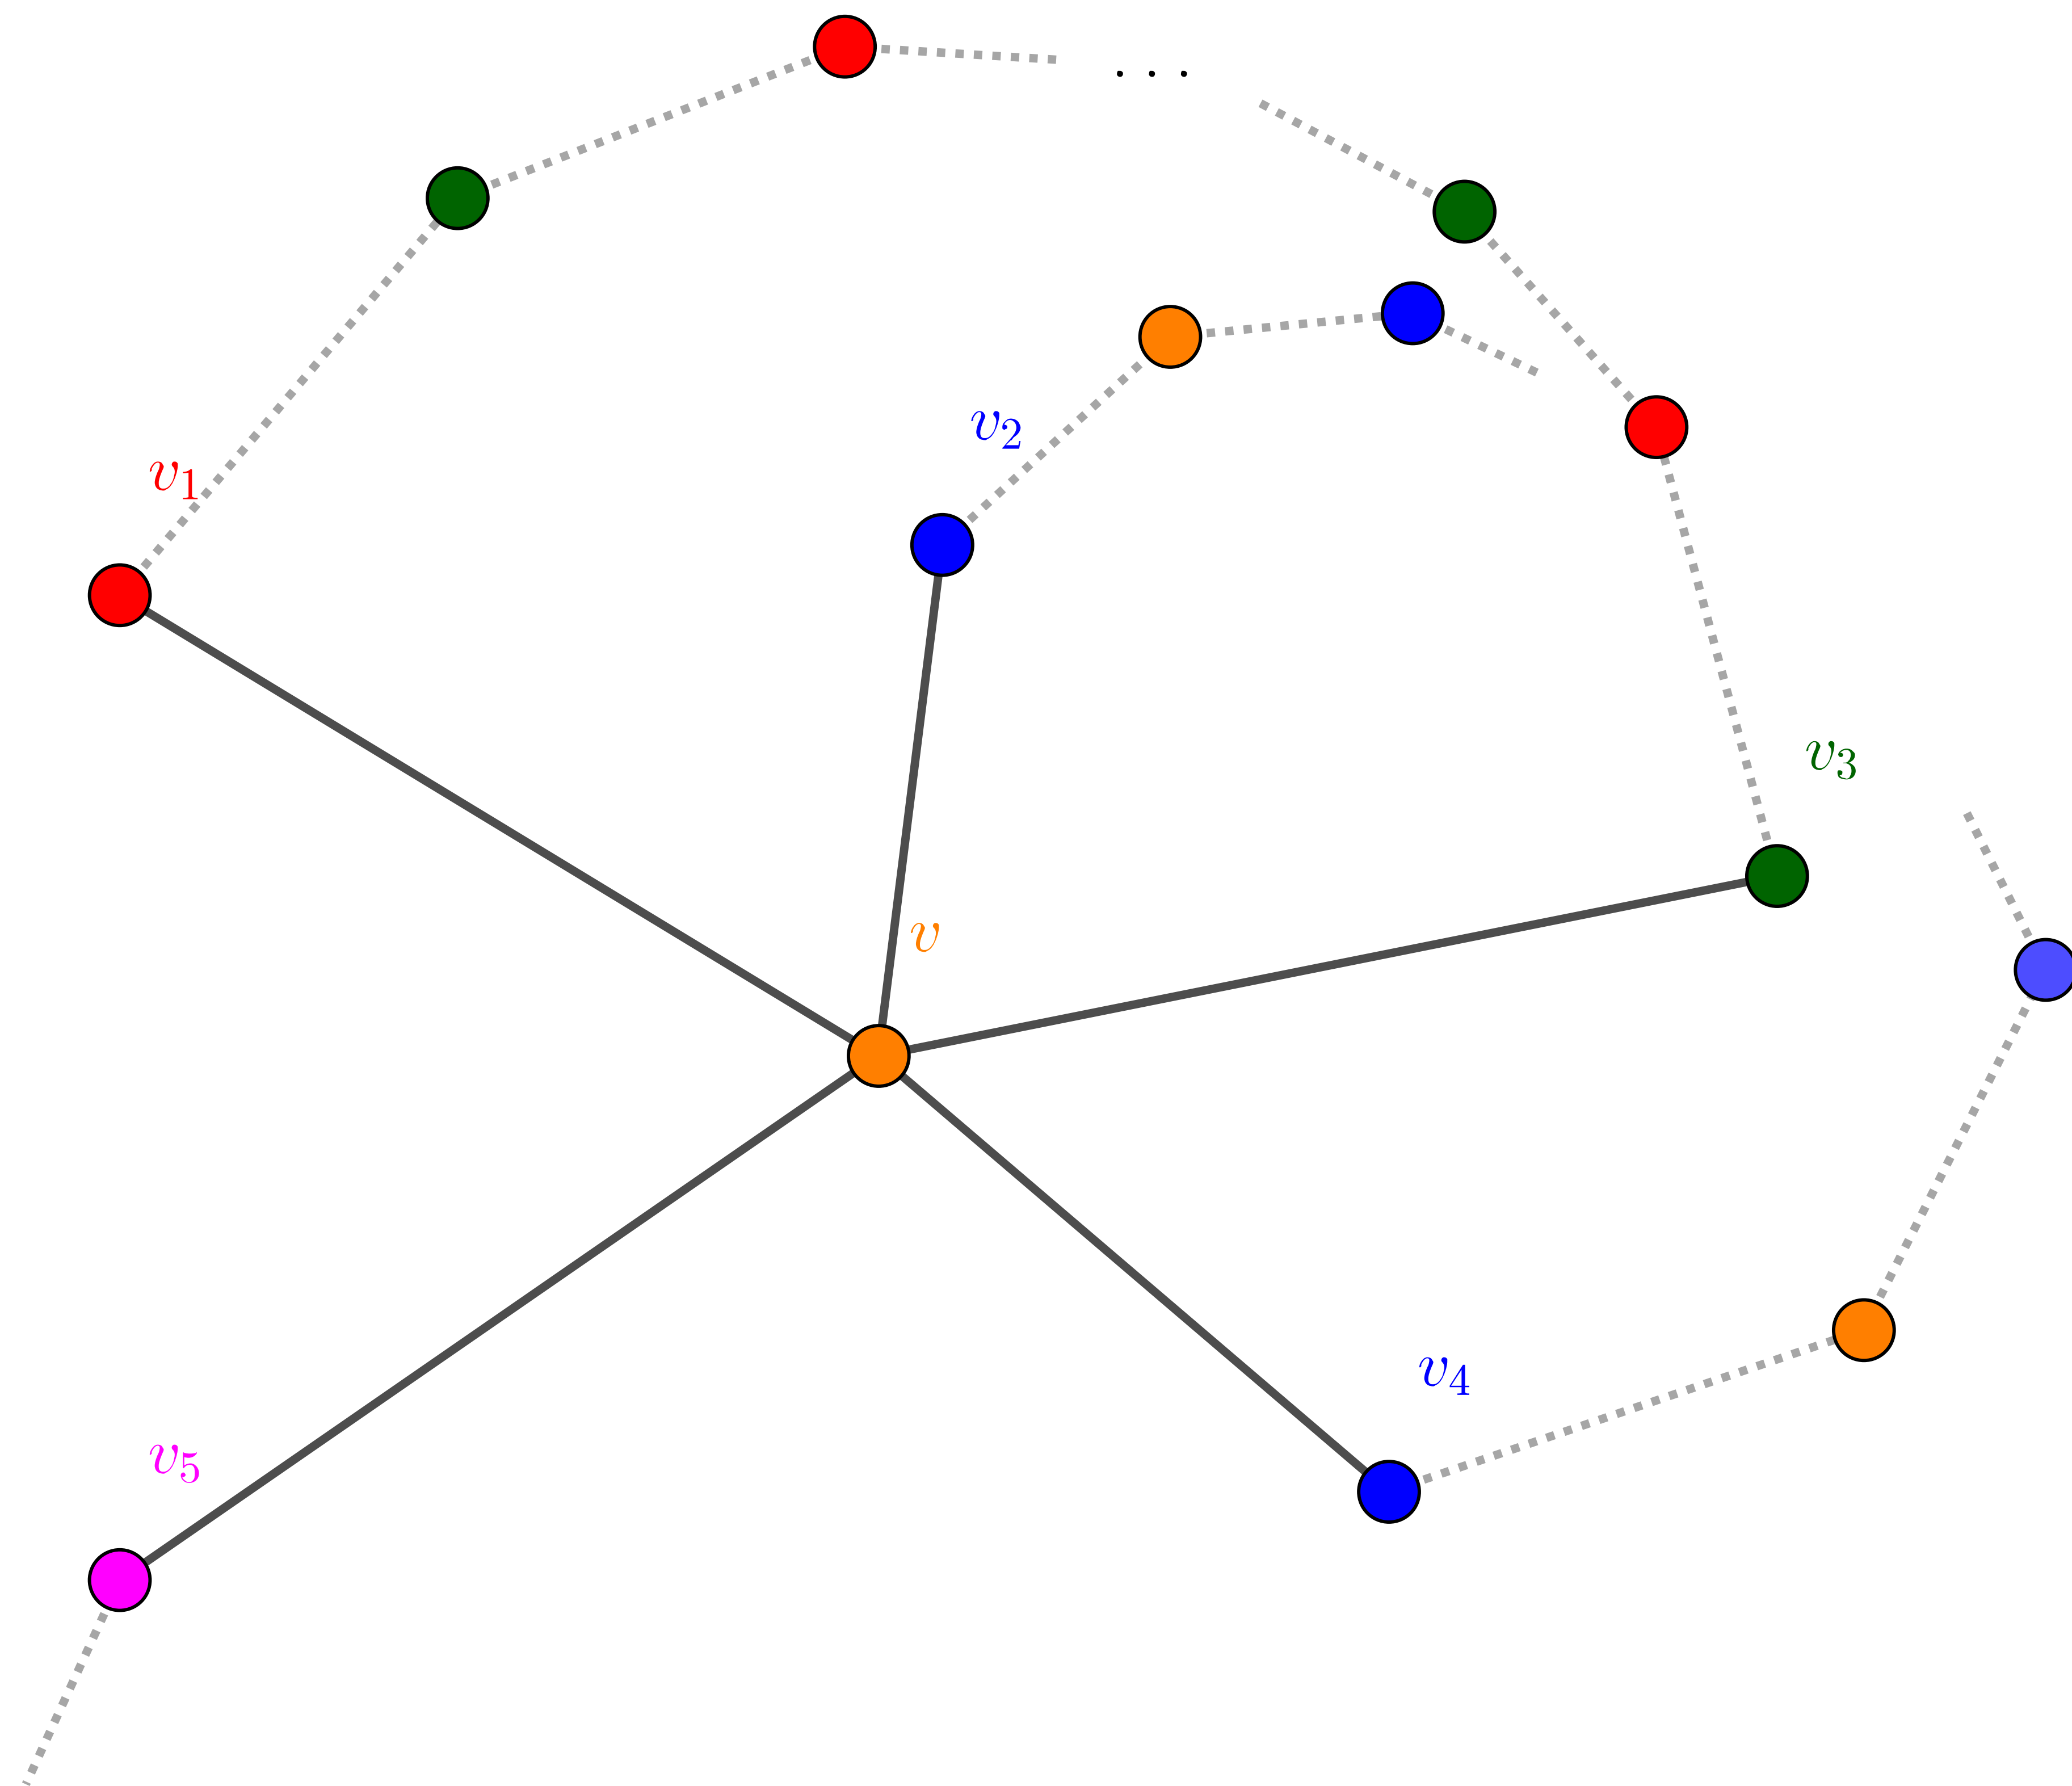 . . .
v₂
v₁
v₃
v
v₄
v₅